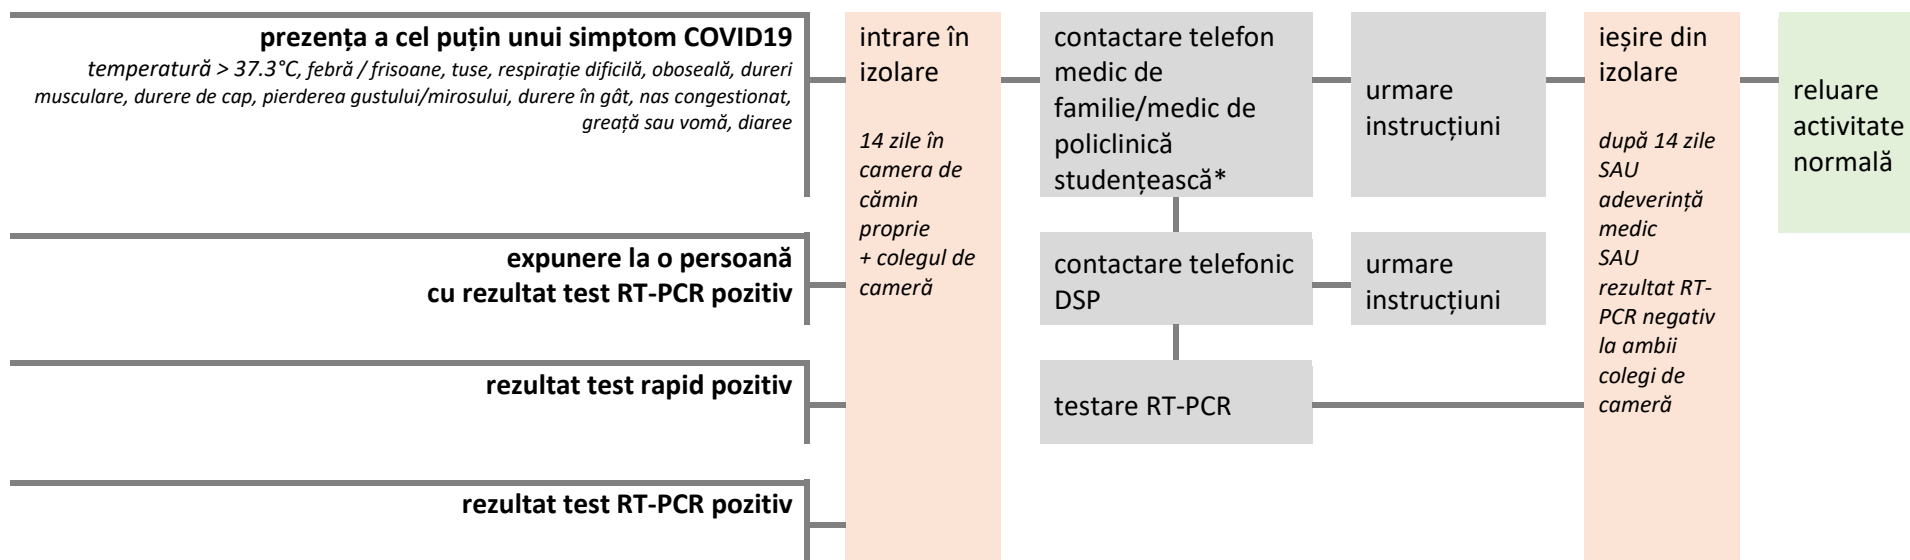 prezența a cel puțin unui simptom COVID19
temperatură > 37.3°C, febră / frisoane, tuse, respirație dificilă, oboseală, dureri
musculare, durere de cap, pierderea gustului/mirosului, durere în gât, nas congestionat,
greață sau vomă, diaree
expunere la o persoană
cu rezultat test RT-PCR pozitiv
rezultat test rapid pozitiv
rezultat test RT-PCR pozitiv
intrare în
izolare
14 zile în
camera de
cămin
proprie
+ colegul de
cameră
contactare telefon
medic de
familie/medic de
policlinică
studențească*
contactare telefonic
DSP
testare RT-PCR
urmare
instrucțiuni
urmare
instrucțiuni
ieșire din
izolare
după 14 zile
SAU
adeverință
medic
SAU
rezultat RT-
PCR negativ
la ambii
colegi de
cameră
reluare
activitate
normală